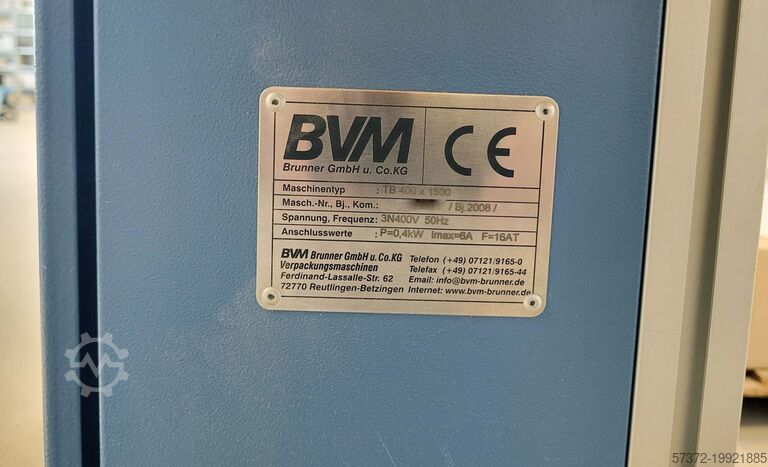 BVM CE
Brunner GmbH u. Co.KG
Maschinentyp : TB 400 x 1500
Masch.-Nr., Bj., Kom.: / Bj.2008 /
Spannung, Frequenz: 3N400V 50Hz
Anschlusswerte : P=0,4kW Imax=6A F=16AT
BVM Brunner GmbH u. Co.KG Telefon (+49) 07121/9165-0
Verpackungsmaschinen Telefax (+49) 07121/9165-44
Ferdinand-Lassalle-Str. 62 Email: info@bvm-brunner.de
72770 Reutlingen-Betzingen Internet: www.bvm-brunner.de
57372-19921885